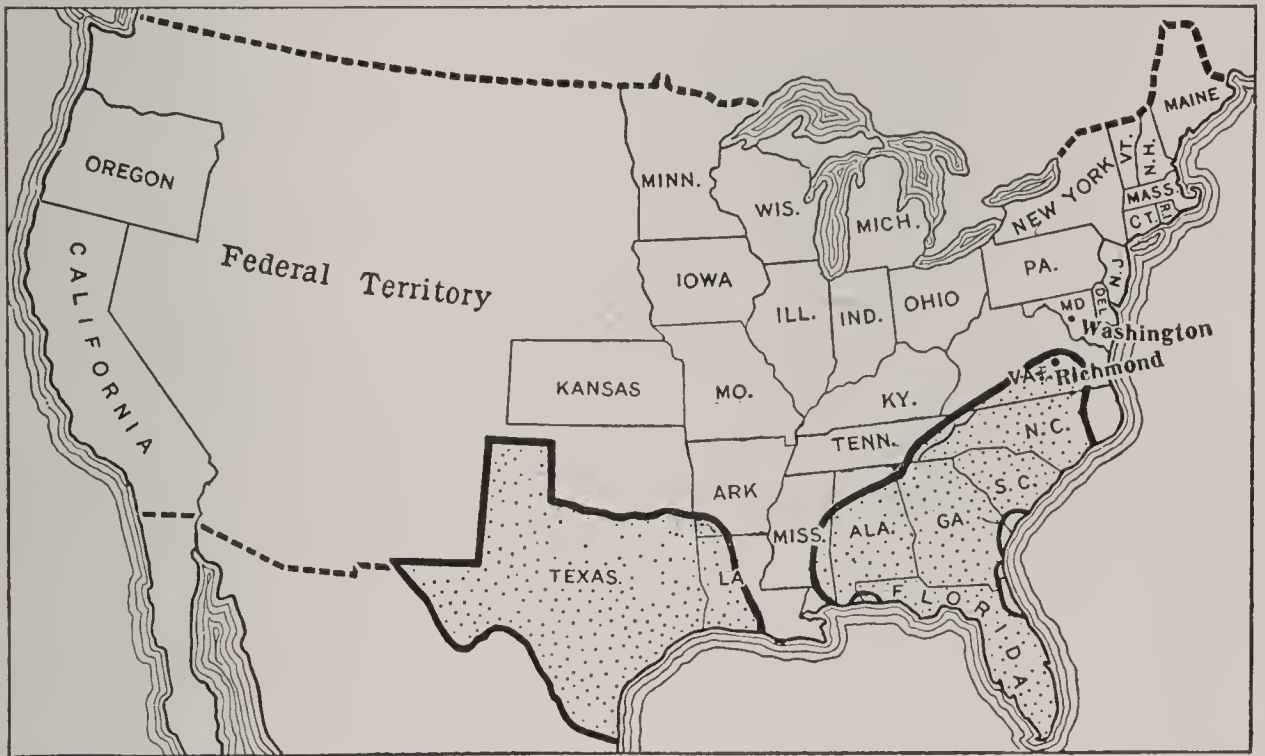 OREGON
CALIFORNIA
Federal Territory
MINN.
WIS.
MICH.
IOWA
ILL.
IND.
OHIO
KANSAS
MO.
KY.
TENN.
ARK
MISS.
ALA.
GA.
TEXAS.
LA
FLORIDA
S.C.
N.C.
VA.
Richmond
Washington
MD
DEL
N.J.
PA.
NEW YORK
CT.
R.I.
MASS.
VT.
N.H.
MAINE